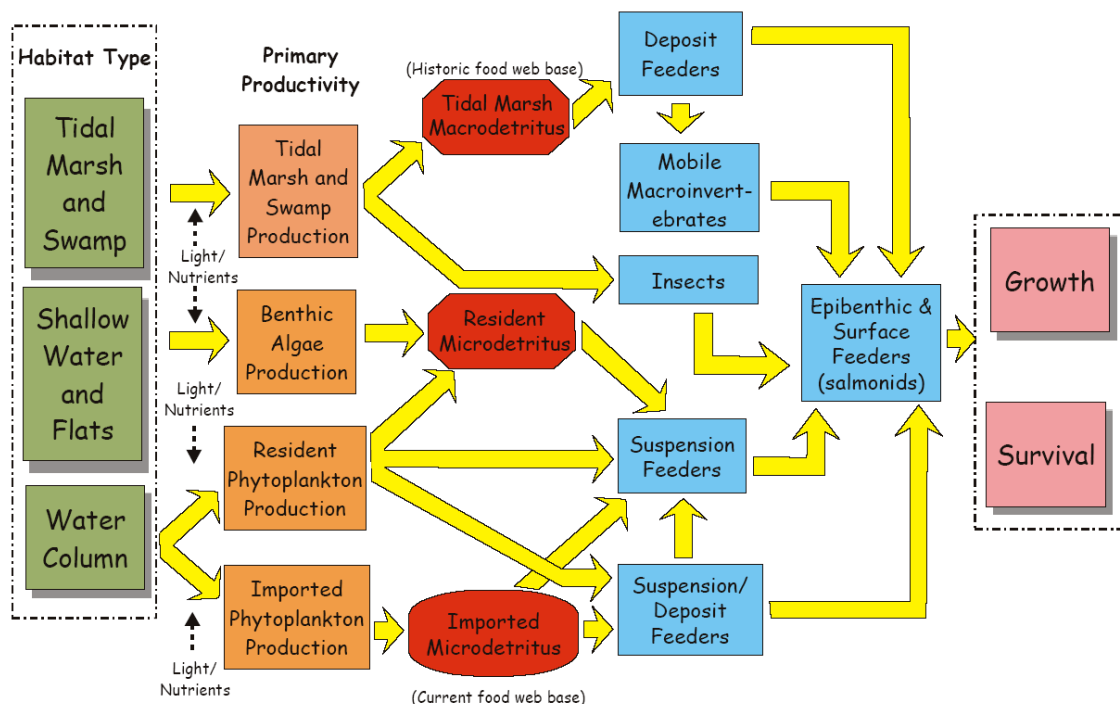 Habitat Type
Tidal
Marsh
and
Swamp
Shallow
Water
and
Flats
Water
Column
Light/
Nutrients
Light/
Nutrients
Light/
Nutrients
Primary
Productivity
Tidal
Marsh and
Swamp
Production
Benthic
Algae
Production
Resident
Phytoplankton
Production
Imported
Phytoplankton
Production
(Historic food web base)
Tidal Marsh
Macrodetritus
Resident
Microdetritus
Imported
Microdetritus
(Current food web base)
Deposit
Feeders
Mobile
Macroinvert-
ebrates
Insects
Suspension
Feeders
Suspension/
Deposit
Feeders
Epibenthic &
Surface
Feeders
(salmonids)
Growth
Survival